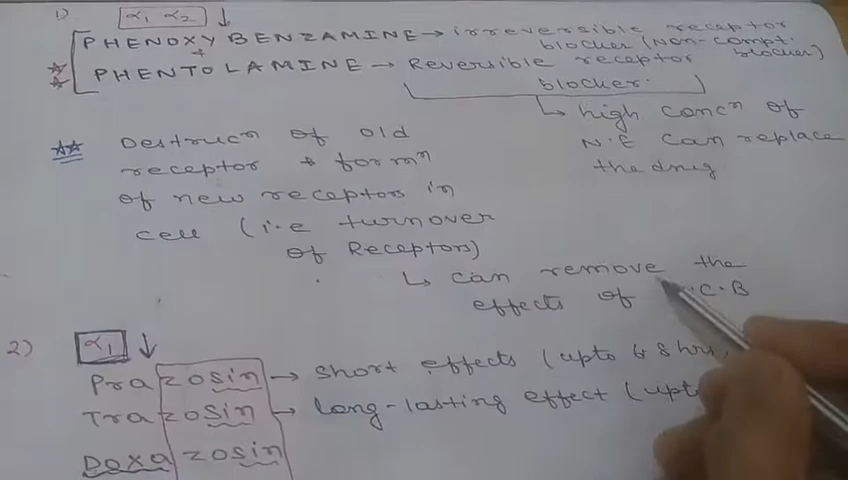 1) α1 α2 ↓
PHENOXYBENZAMINE → irreversible receptor
blocker (Non-compt. blocker)
+
PHENTOLAMINE → Reversible receptor
blocker.
↳ high concn of
N.E can replace
the drug
Destrucn of old
receptor + formn
of new receptors in
cell (i.e turnover
of Receptors)
↳ can remove the
effects of .C.B
2) α1 ↓
Prazosin → short effects (upto 6 8 hrs,
Trazosin → long-lasting effect (upto
Doxazosin